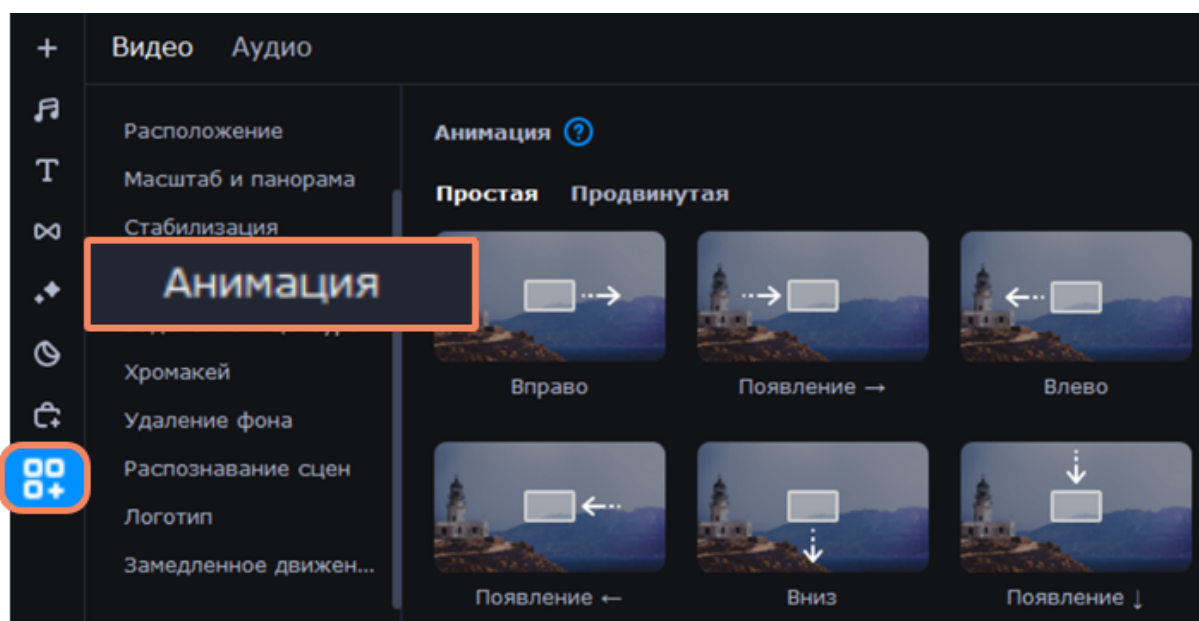 Видео Аудио
Расположение
Масштаб и панорама
Стабилизация
Анимация
Хромакей
Удаление фона
Распознавание сцен
Логотип
Замедленное движен...
Анимация ?
Простая Продвинутая
Вправо
Появление →
Влево
Появление ←
Вниз
Появление ↓